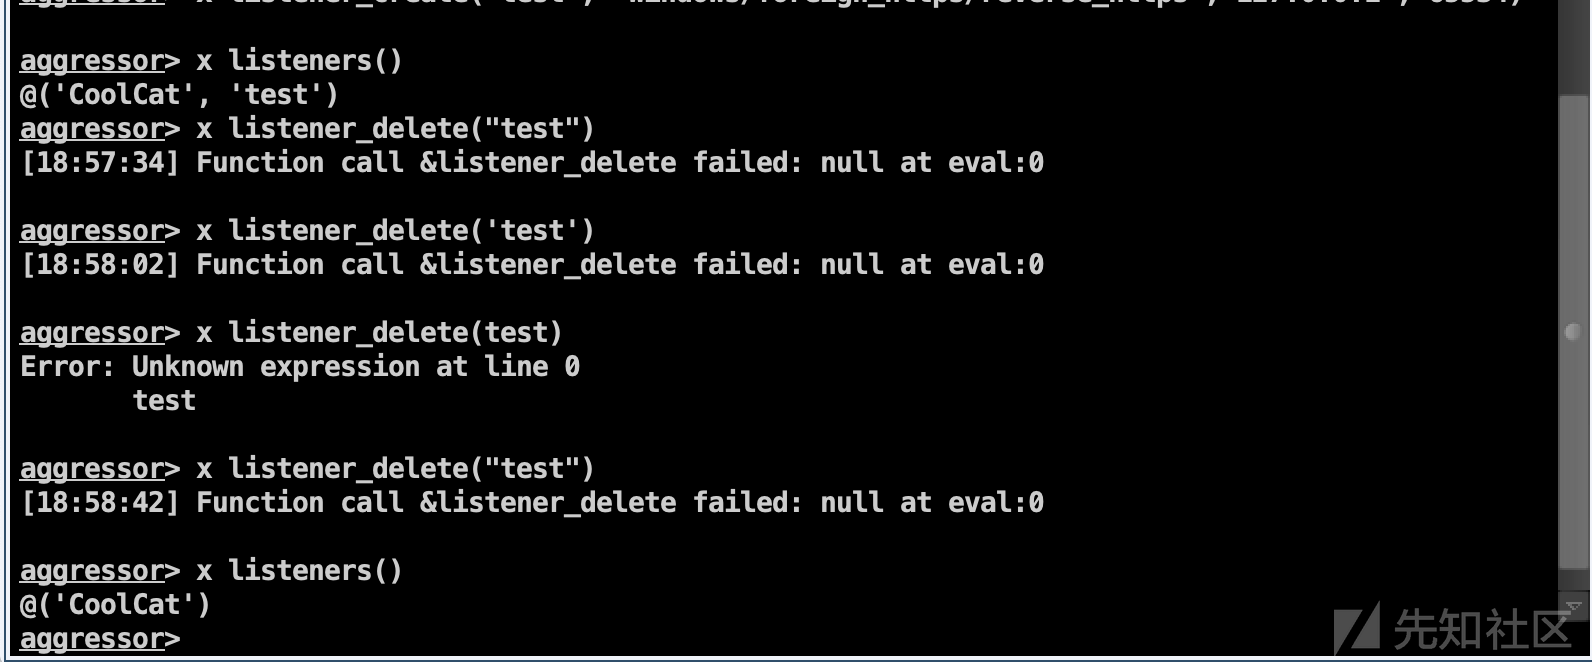 aggressor> x listeners()
@('CoolCat', 'test')
aggressor> x listener_delete("test")
[18:57:34] Function call &listener_delete failed: null at eval:0
aggressor> x listener_delete('test')
[18:58:02] Function call &listener_delete failed: null at eval:0
aggressor> x listener_delete(test)
Error: Unknown expression at line 0
test
aggressor> x listener_delete("test")
[18:58:42] Function call &listener_delete failed: null at eval:0
aggressor> x listeners()
@('CoolCat')
aggressor>
先知社区